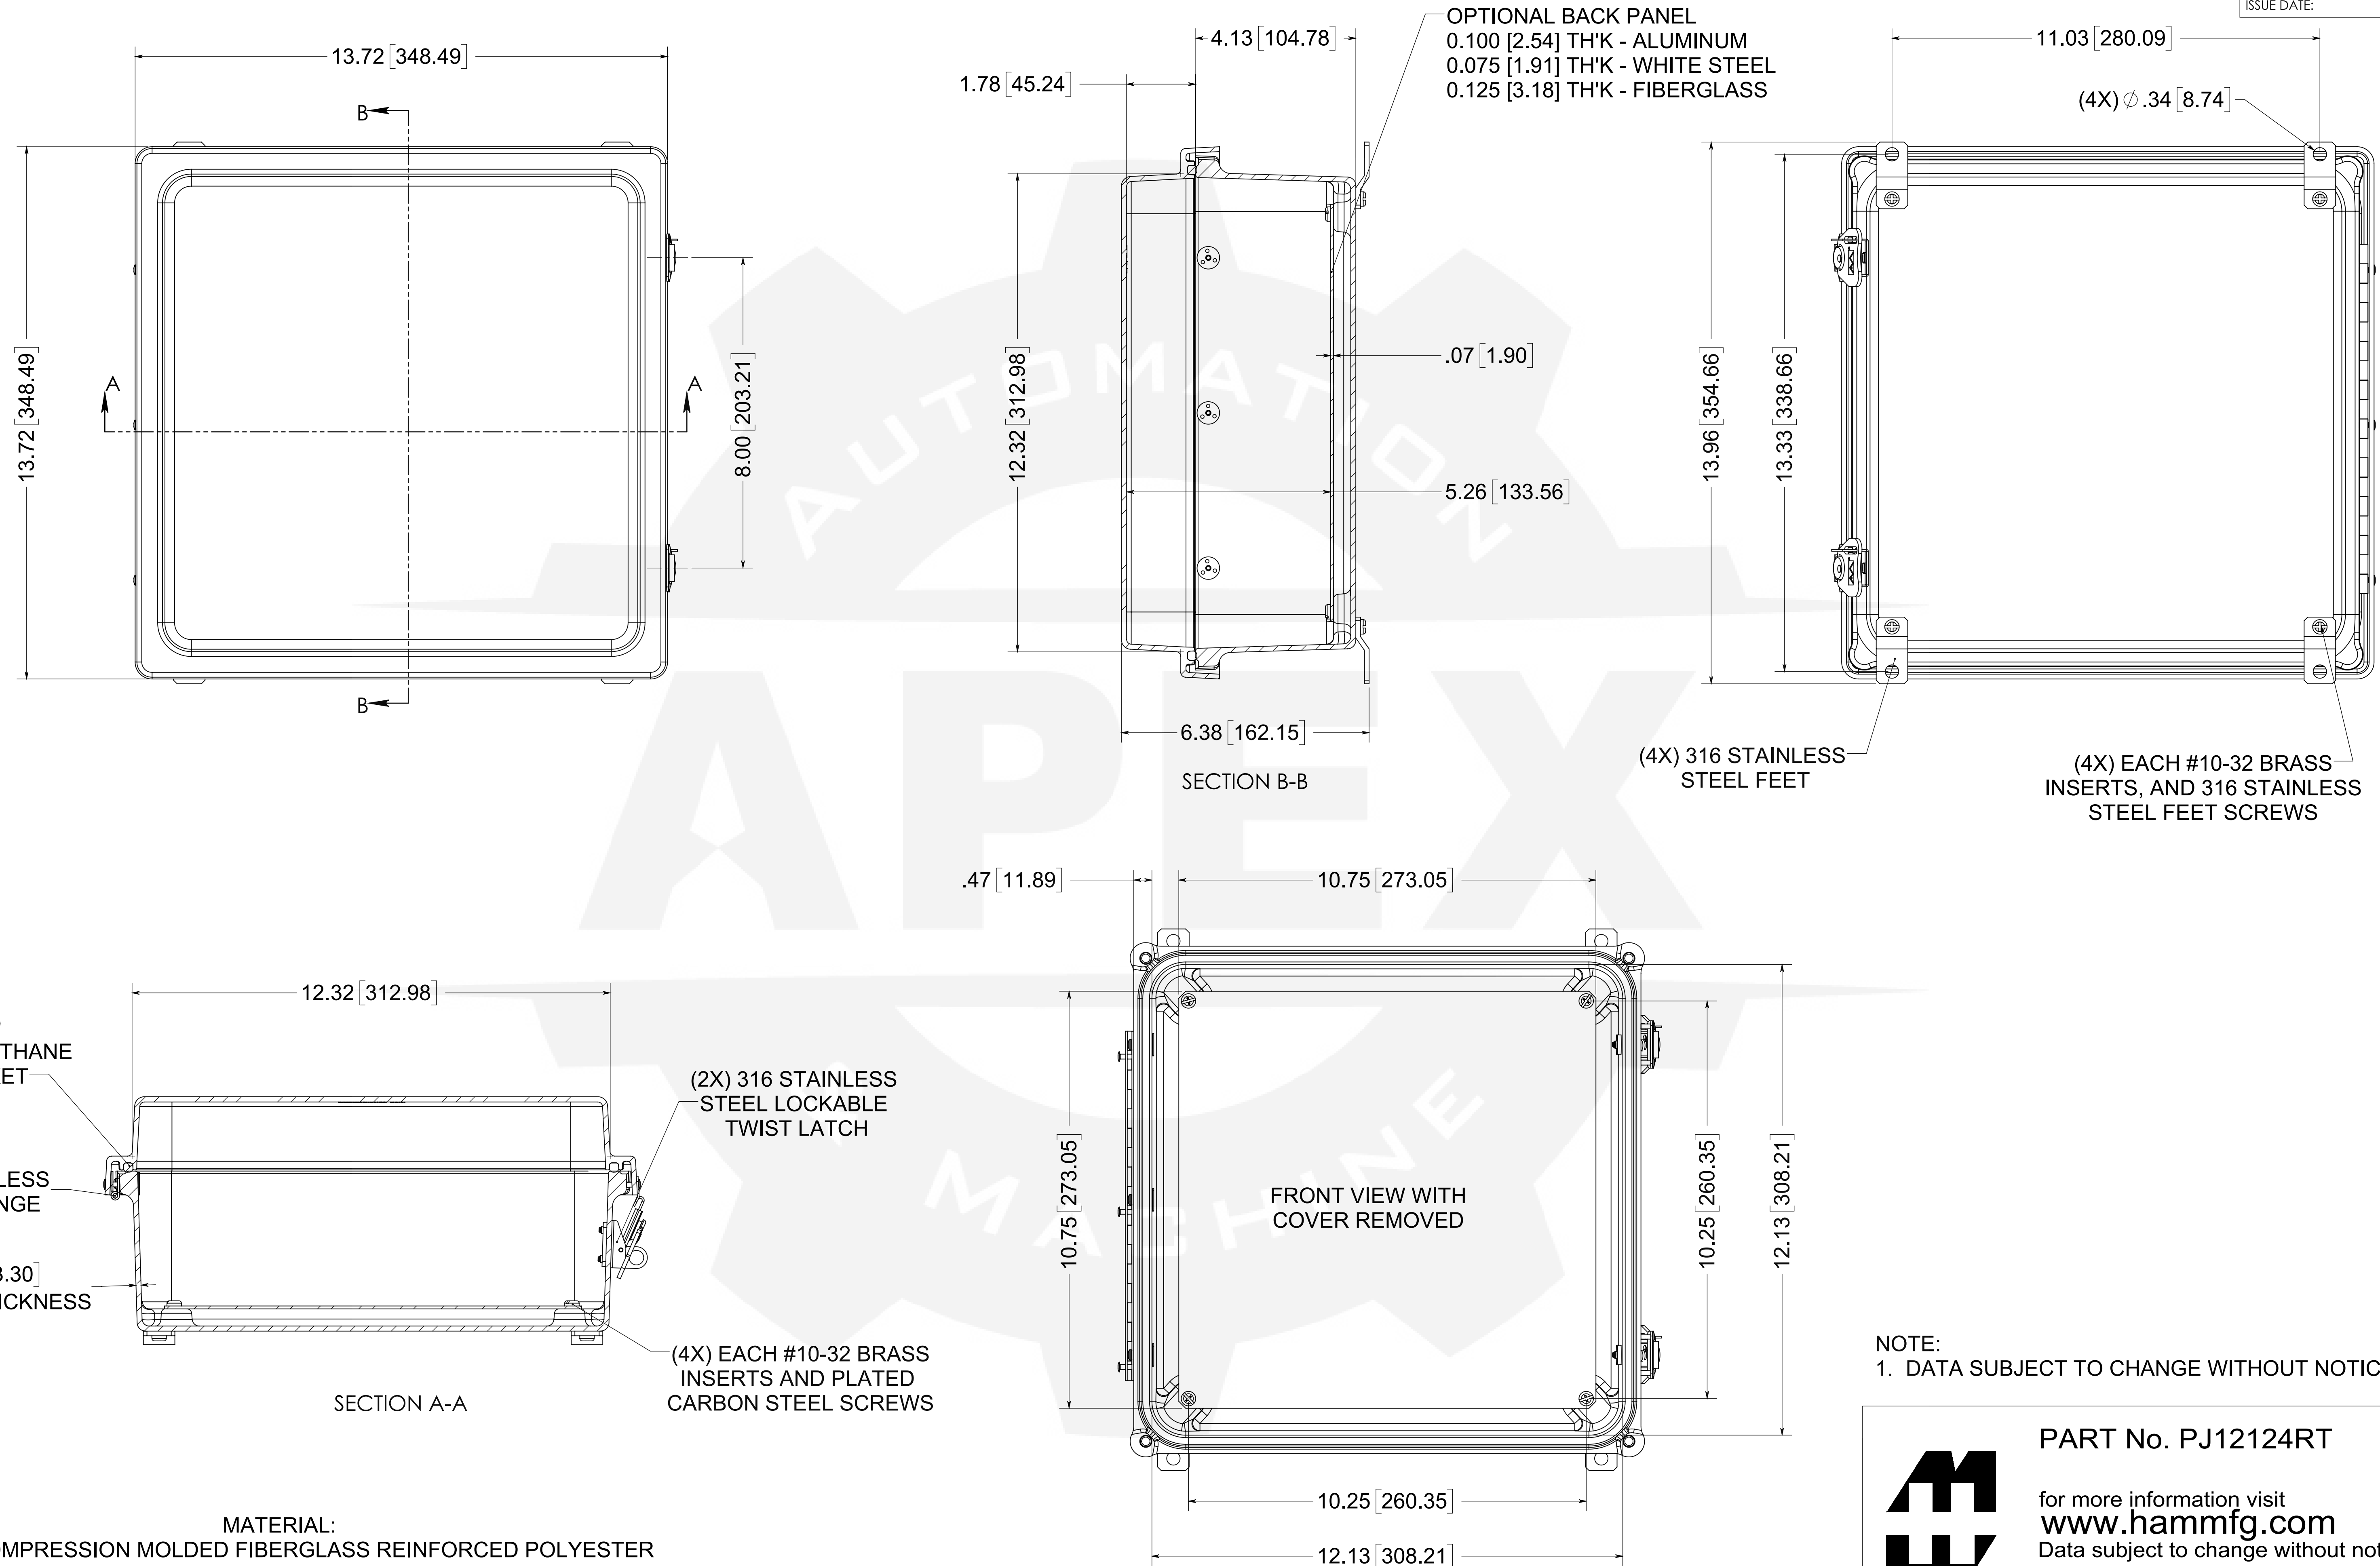 ISSUE DATE:
13.72 [348.49]
B
13.72 [348.49]
A
A
8.00 [203.21]
B
4.13 [104.78]
1.78 [45.24]
OPTIONAL BACK PANEL
0.100 [2.54] TH'K - ALUMINUM
0.075 [1.91] TH'K - WHITE STEEL
0.125 [3.18] TH'K - FIBERGLASS
12.32 [312.98]
.07 [1.90]
5.26 [133.56]
6.38 [162.15]
SECTION B-B
11.03 [280.09]
(4X) ∅ .34 [8.74]
13.96 [354.66]
13.33 [338.66]
(4X) 316 STAINLESS
STEEL FEET
(4X) EACH #10-32 BRASS
INSERTS, AND 316 STAINLESS
STEEL FEET SCREWS
AUTOMATION
APEX
MACHINE
12.32 [312.98]
THANE
ET
LESS
NGE
3.30]
ICKNESS
(2X) 316 STAINLESS
STEEL LOCKABLE
TWIST LATCH
(4X) EACH #10-32 BRASS
INSERTS AND PLATED
CARBON STEEL SCREWS
SECTION A-A
.47 [11.89]
10.75 [273.05]
10.75 [273.05]
FRONT VIEW WITH
COVER REMOVED
10.25 [260.35]
12.13 [308.21]
10.25 [260.35]
12.13 [308.21]
MATERIAL:
OMPRESSION MOLDED FIBERGLASS REINFORCED POLYESTER
NOTE:
1. DATA SUBJECT TO CHANGE WITHOUT NOTIC
PART No. PJ12124RT
for more information visit
www.hammfg.com
Data subject to change without not